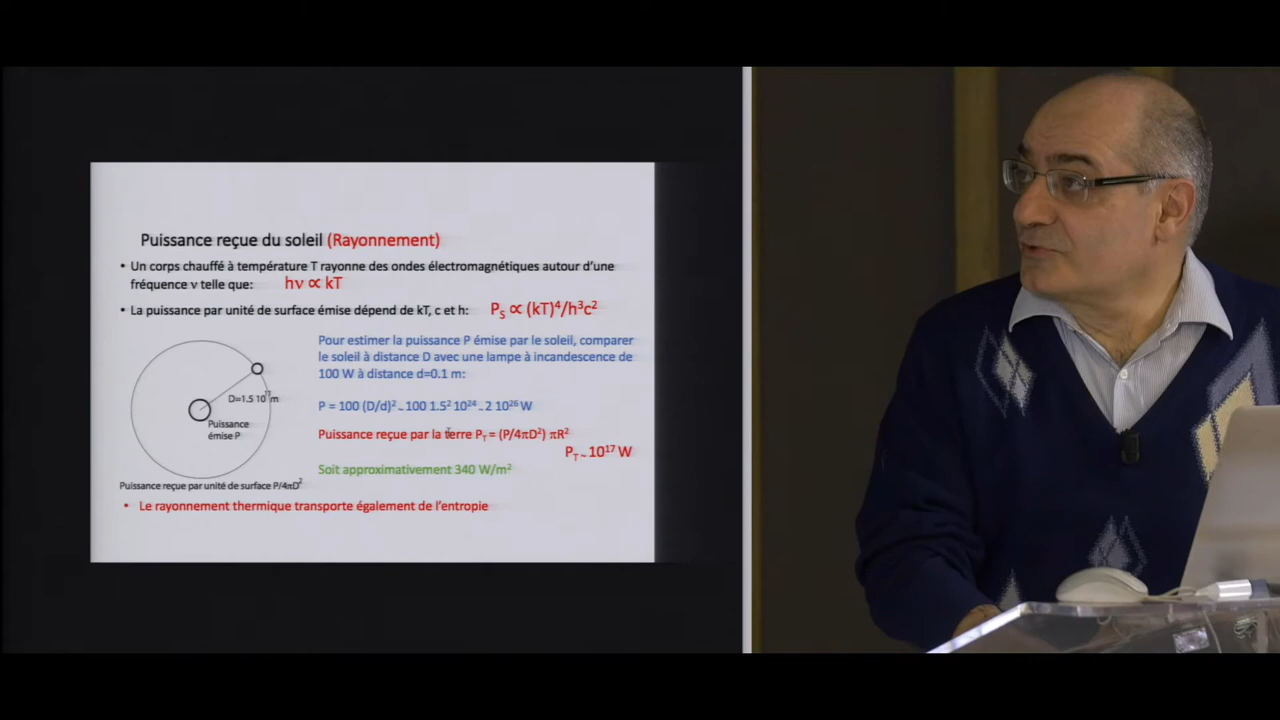 Puissance reçue du soleil (Rayonnement)
• Un corps chauffé à température T rayonne des ondes électromagnétiques autour d'une
fréquence ν telle que: hν ∝ kT
• La puissance par unité de surface émise dépend de kT, c et h: P_S ∝ (kT)⁴/h³c²
Pour estimer la puissance P émise par le soleil, comparer
le soleil à distance D avec une lampe à incandescence de
100 W à distance d=0.1 m:
D=1.5 10¹¹m
P = 100 (D/d)² ~ 100 1.5² 10²⁴ ~ 2 10²⁶ W
Puissance
émise P
Puissance reçue par la terre P_T = (P/4πD²) πR²
P_T ~ 10¹⁷ W
Soit approximativement 340 W/m²
Puissance reçue par unité de surface P/4πD²
• Le rayonnement thermique transporte également de l'entropie